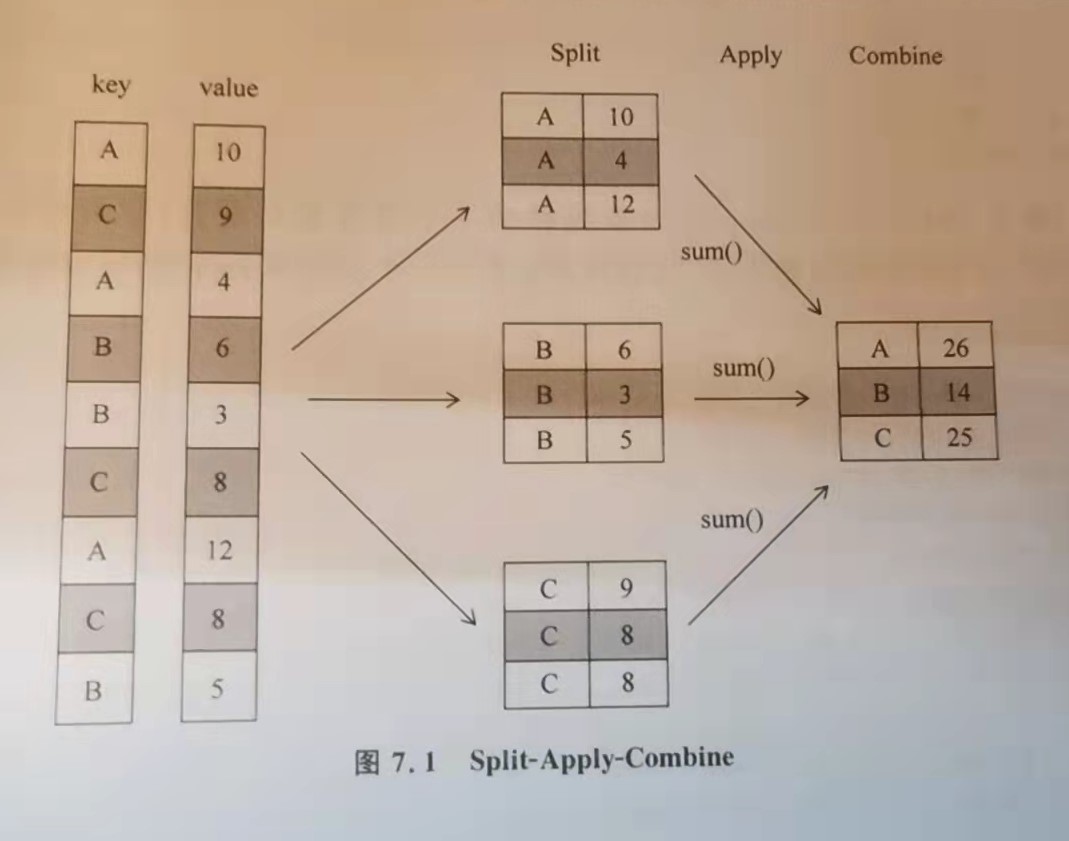 Split Apply Combine
key value
A 10
C 9
A 4
B 6
B 3
C 8
A 12
C 8
B 5
A 10
A 4
A 12
sum()
B 6
B 3
B 5
sum()
C 9
C 8
C 8
sum()
A 26
B 14
C 25
图 7.1 Split-Apply-Combine